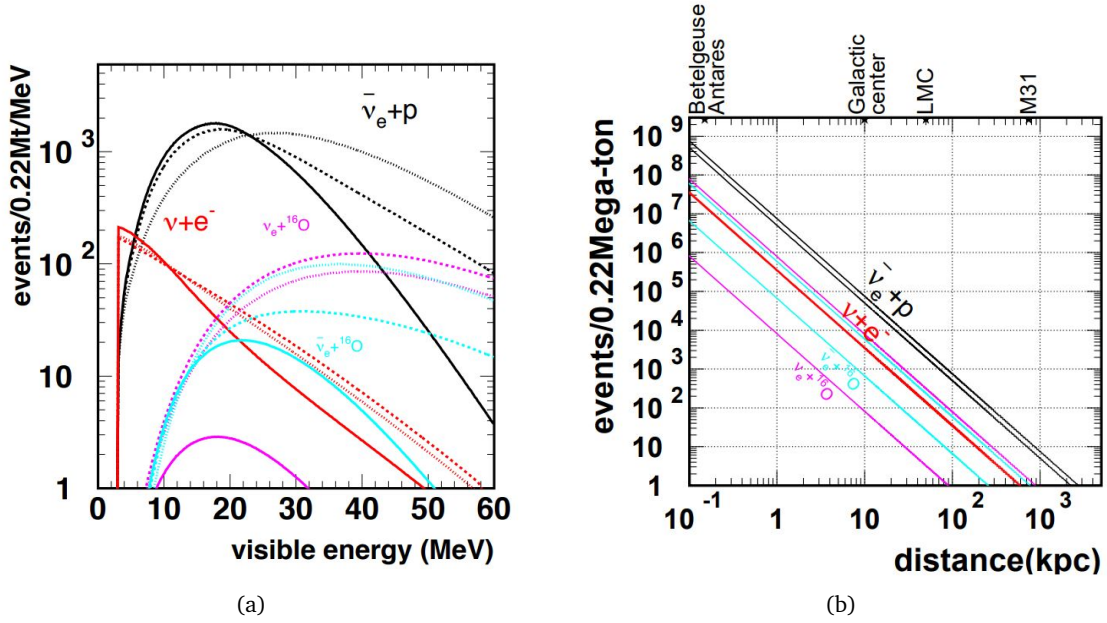 events/0.22Mt/MeV
10³
10²
10
1
ν̄ₑ+p
ν+e⁻
νₑ+¹⁶O
ν̄ₑ+¹⁶O
0 10 20 30 40 50 60
visible energy (MeV)
(a)
Betelgeuse
Antares
Galactic
center
LMC
M31
events/0.22Mega-ton
10⁹
10⁸
10⁷
10⁶
10⁵
10⁴
10³
10²
10
1
ν̄ₑ+p
ν+e⁻
ν̄ₑ+¹⁶O
νₑ+¹⁶O
10⁻¹ 1 10 10² 10³
distance(kpc)
(b)